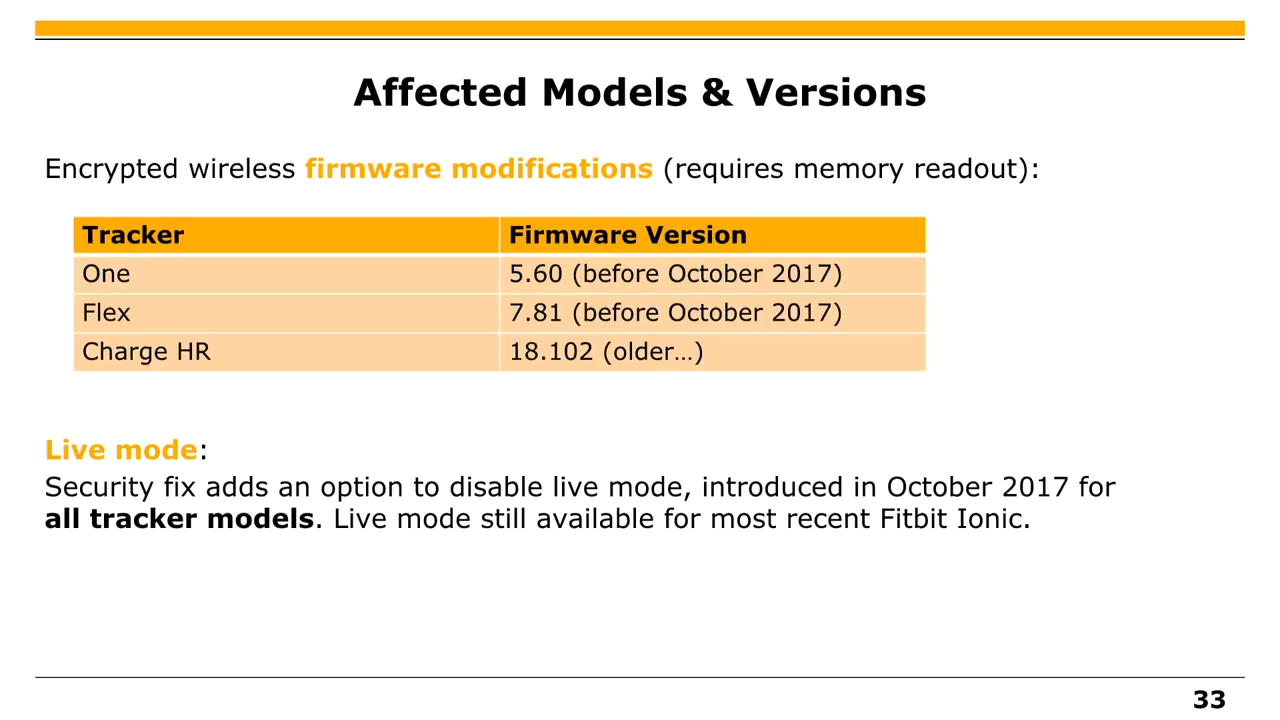 Affected Models & Versions
Encrypted wireless firmware modifications (requires memory readout):
Tracker Firmware Version
One 5.60 (before October 2017)
Flex 7.81 (before October 2017)
Charge HR 18.102 (older…)
Live mode:
Security fix adds an option to disable live mode, introduced in October 2017 for
all tracker models. Live mode still available for most recent Fitbit Ionic.
33